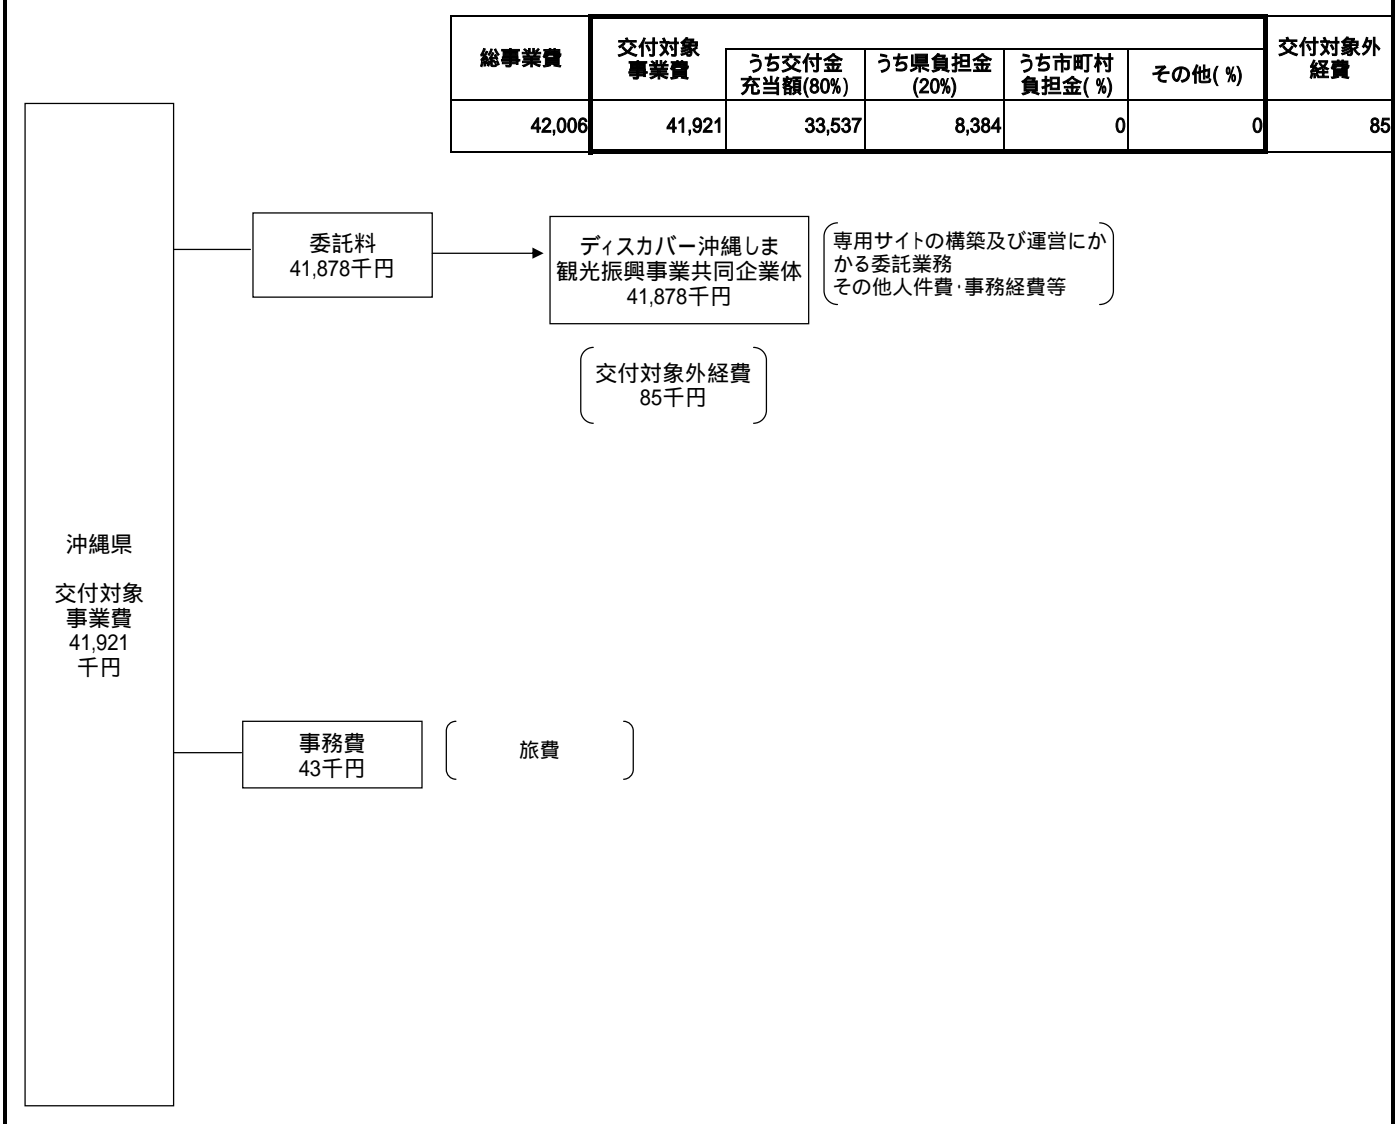 総事業費
交付対象
事業費
うち交付金
充当額(80%)
うち県負担金
(20%)
うち市町村
負担金( %)
その他( %)
交付対象外
経費
42,006
41,921
33,537
8,384
0
0
85
委託料
41,878千円
ディスカバー沖縄しま
観光振興事業共同企業体
41,878千円
専用サイトの構築及び運営にか
かる委託業務
その他人件費・事務経費等
交付対象外経費
85千円
沖縄県
交付対象
事業費
41,921
千円
事務費
43千円
旅費